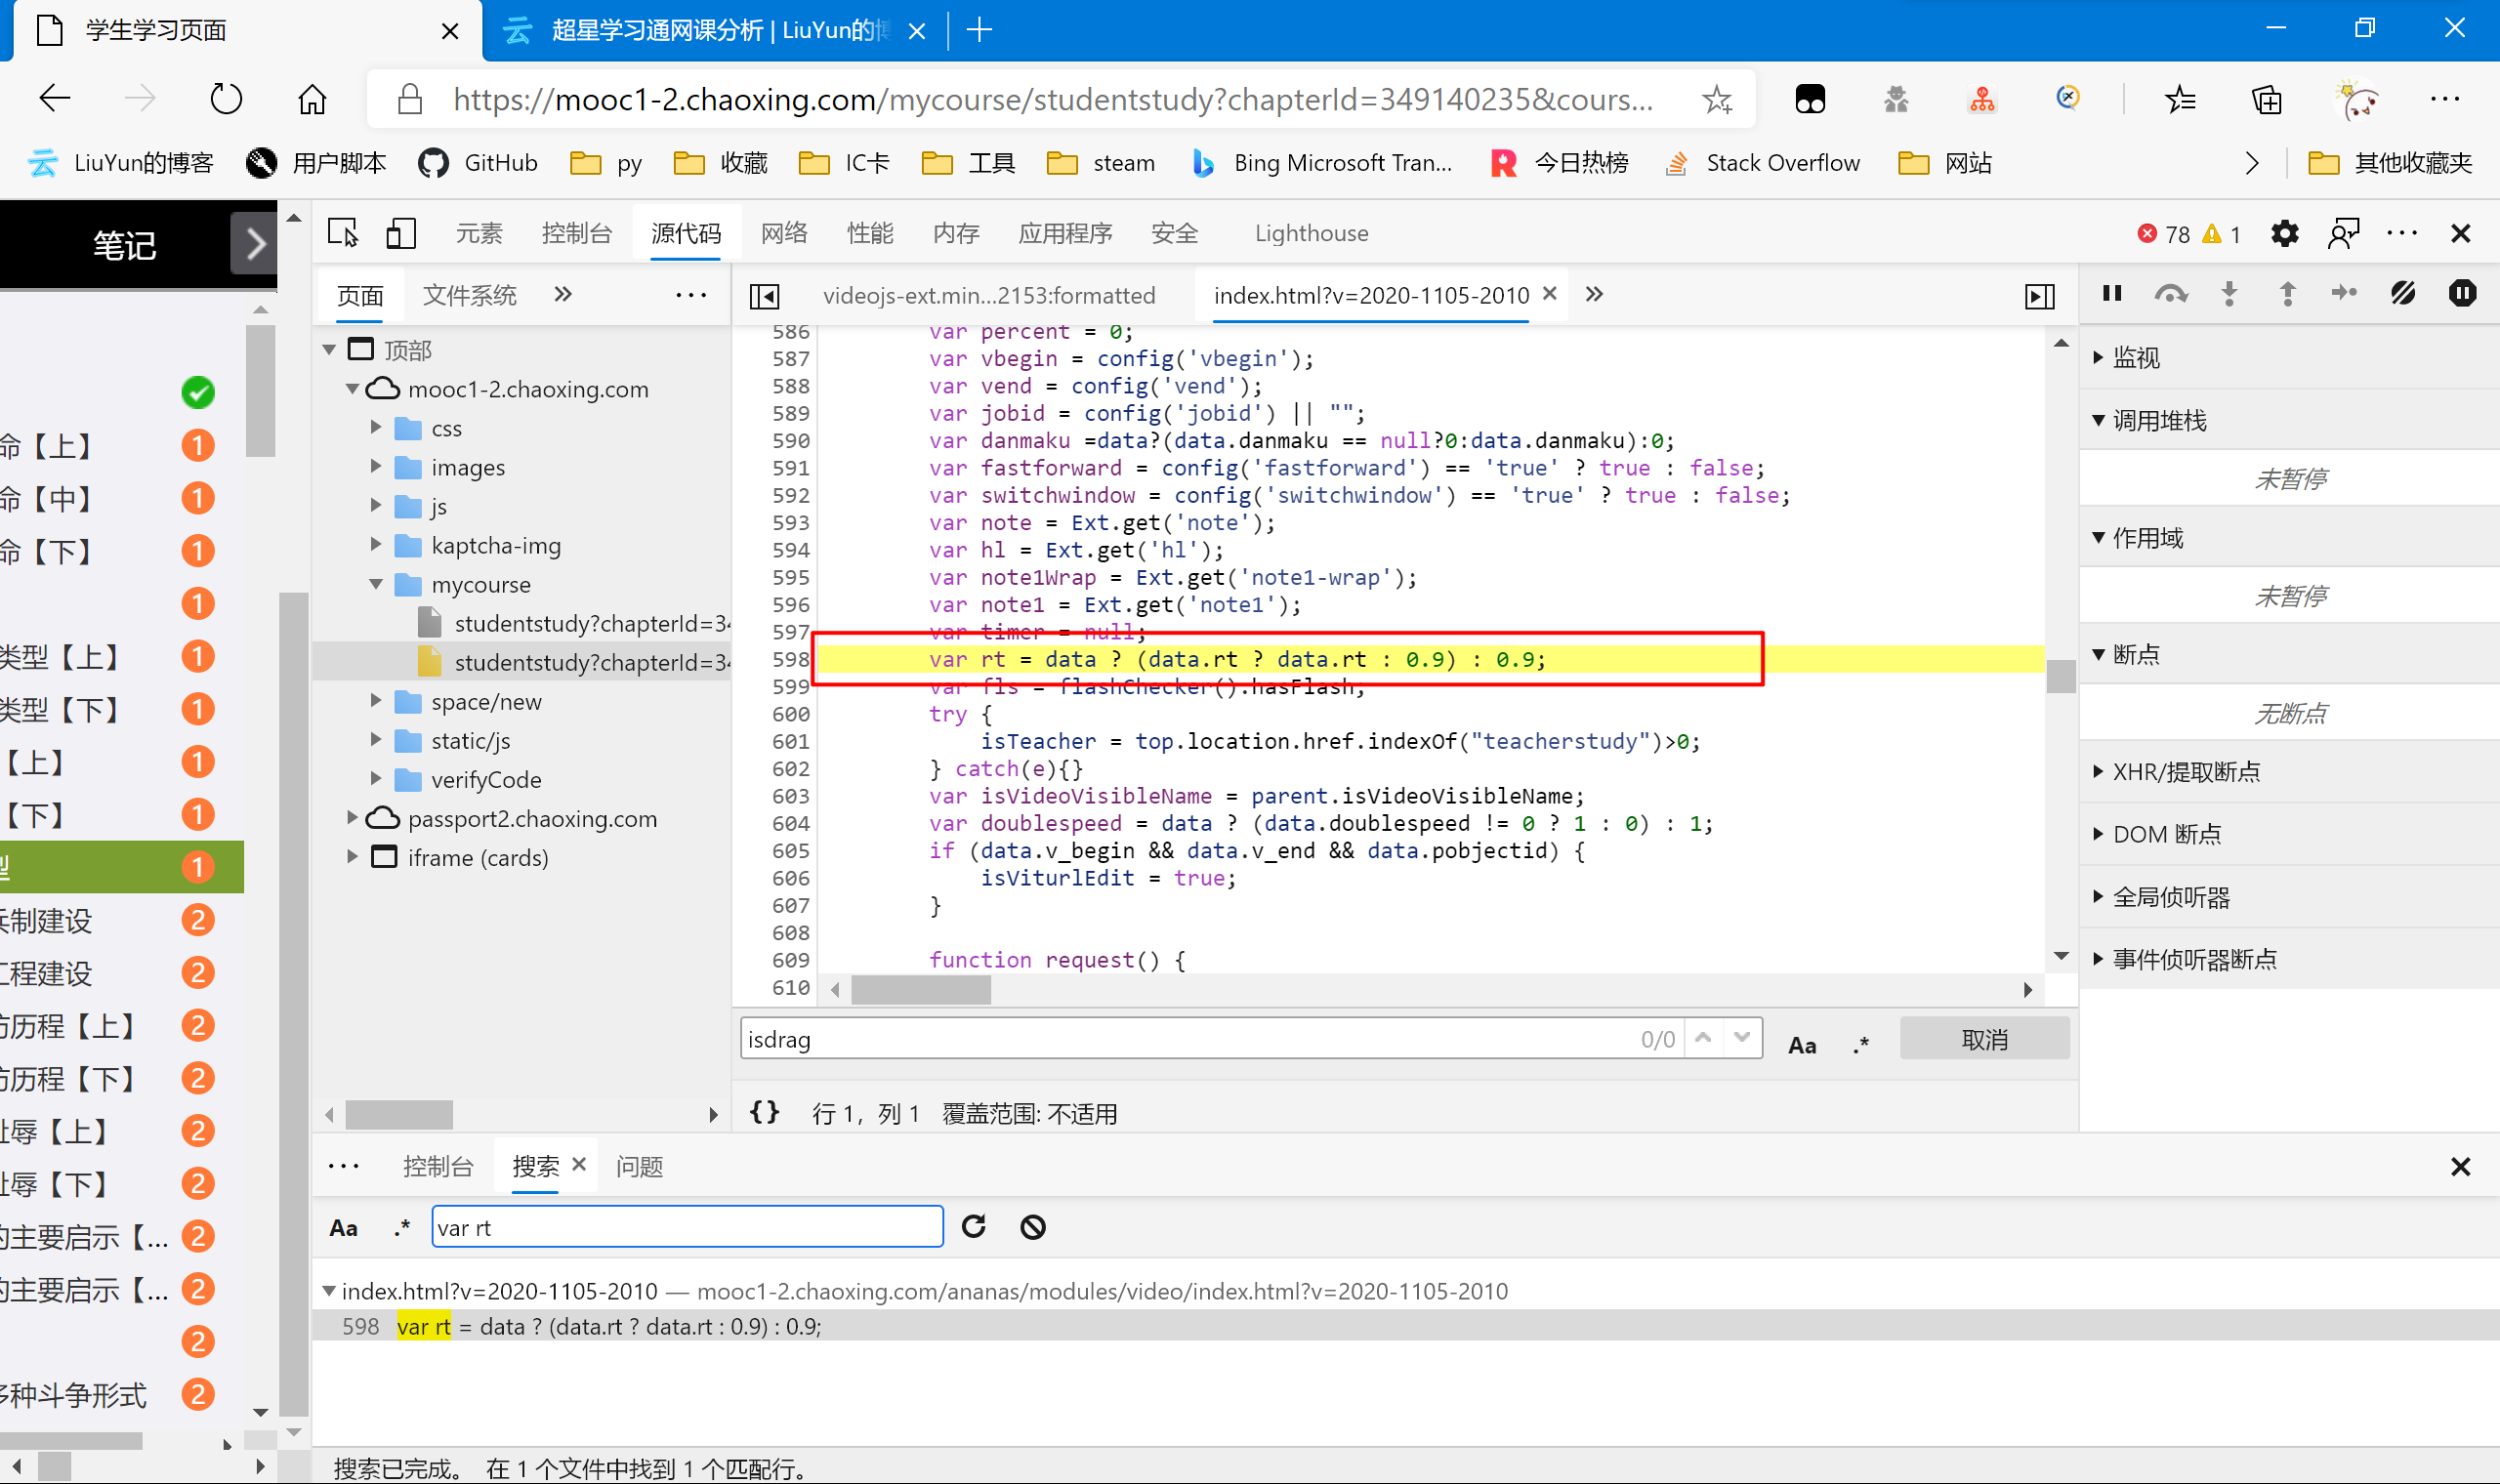 学生学习页面
超星学习通网课分析 | LiuYun的
https://mooc1-2.chaoxing.com/mycourse/studentstudy?chapterId=349140235&cours...
LiuYun的博客
用户脚本
GitHub
py
收藏
IC卡
工具
steam
Bing Microsoft Tran...
今日热榜
Stack Overflow
网站
其他收藏夹
笔记
元素
控制台
源代码
网络
性能
内存
应用程序
安全
Lighthouse
78
1
页面
文件系统
videojs-ext.min...2153:formatted
index.html?v=2020-1105-2010
命【上】 1
命【中】 1
命【下】 1
1
类型【上】 1
类型【下】 1
【上】 1
【下】 1
型 1
兵制建设 2
工程建设 2
历程【上】 2
历程【下】 2
耻辱【上】 2
耻辱【下】 2
的主要启示【... 2
的主要启示【... 2
2
多种斗争形式 2
顶部
mooc1-2.chaoxing.com
css
images
js
kaptcha-img
mycourse
studentstudy?chapterId=34
studentstudy?chapterId=34
space/new
static/js
verifyCode
passport2.chaoxing.com
iframe (cards)
586 var percent = 0;
587 var vbegin = config('vbegin');
588 var vend = config('vend');
589 var jobid = config('jobid') || "";
590 var danmaku =data?(data.danmaku == null?0:data.danmaku):0;
591 var fastforward = config('fastforward') == 'true' ? true : false;
592 var switchwindow = config('switchwindow') == 'true' ? true : false;
593 var note = Ext.get('note');
594 var hl = Ext.get('hl');
595 var note1Wrap = Ext.get('note1-wrap');
596 var note1 = Ext.get('note1');
597 var timer = null;
598 var rt = data ? (data.rt ? data.rt : 0.9) : 0.9;
599 var fls = flashChecker().hasFlash;
600 try {
601 isTeacher = top.location.href.indexOf("teacherstudy")>0;
602 } catch(e){}
603 var isVideoVisibleName = parent.isVideoVisibleName;
604 var doublespeed = data ? (data.doublespeed != 0 ? 1 : 0) : 1;
605 if (data.v_begin && data.v_end && data.pobjectid) {
606 isViturlEdit = true;
607 }
608
609 function request() {
610
isdrag
0/0
Aa
.*
取消
{} 行 1，列 1 覆盖范围: 不适用
监视
调用堆栈
未暂停
作用域
未暂停
断点
无断点
XHR/提取断点
DOM 断点
全局侦听器
事件侦听器断点
控制台
搜索
问题
Aa
.*
var rt
index.html?v=2020-1105-2010 — mooc1-2.chaoxing.com/ananas/modules/video/index.html?v=2020-1105-2010
598 var rt = data ? (data.rt ? data.rt : 0.9) : 0.9;
搜索已完成。 在 1 个文件中找到 1 个匹配行。